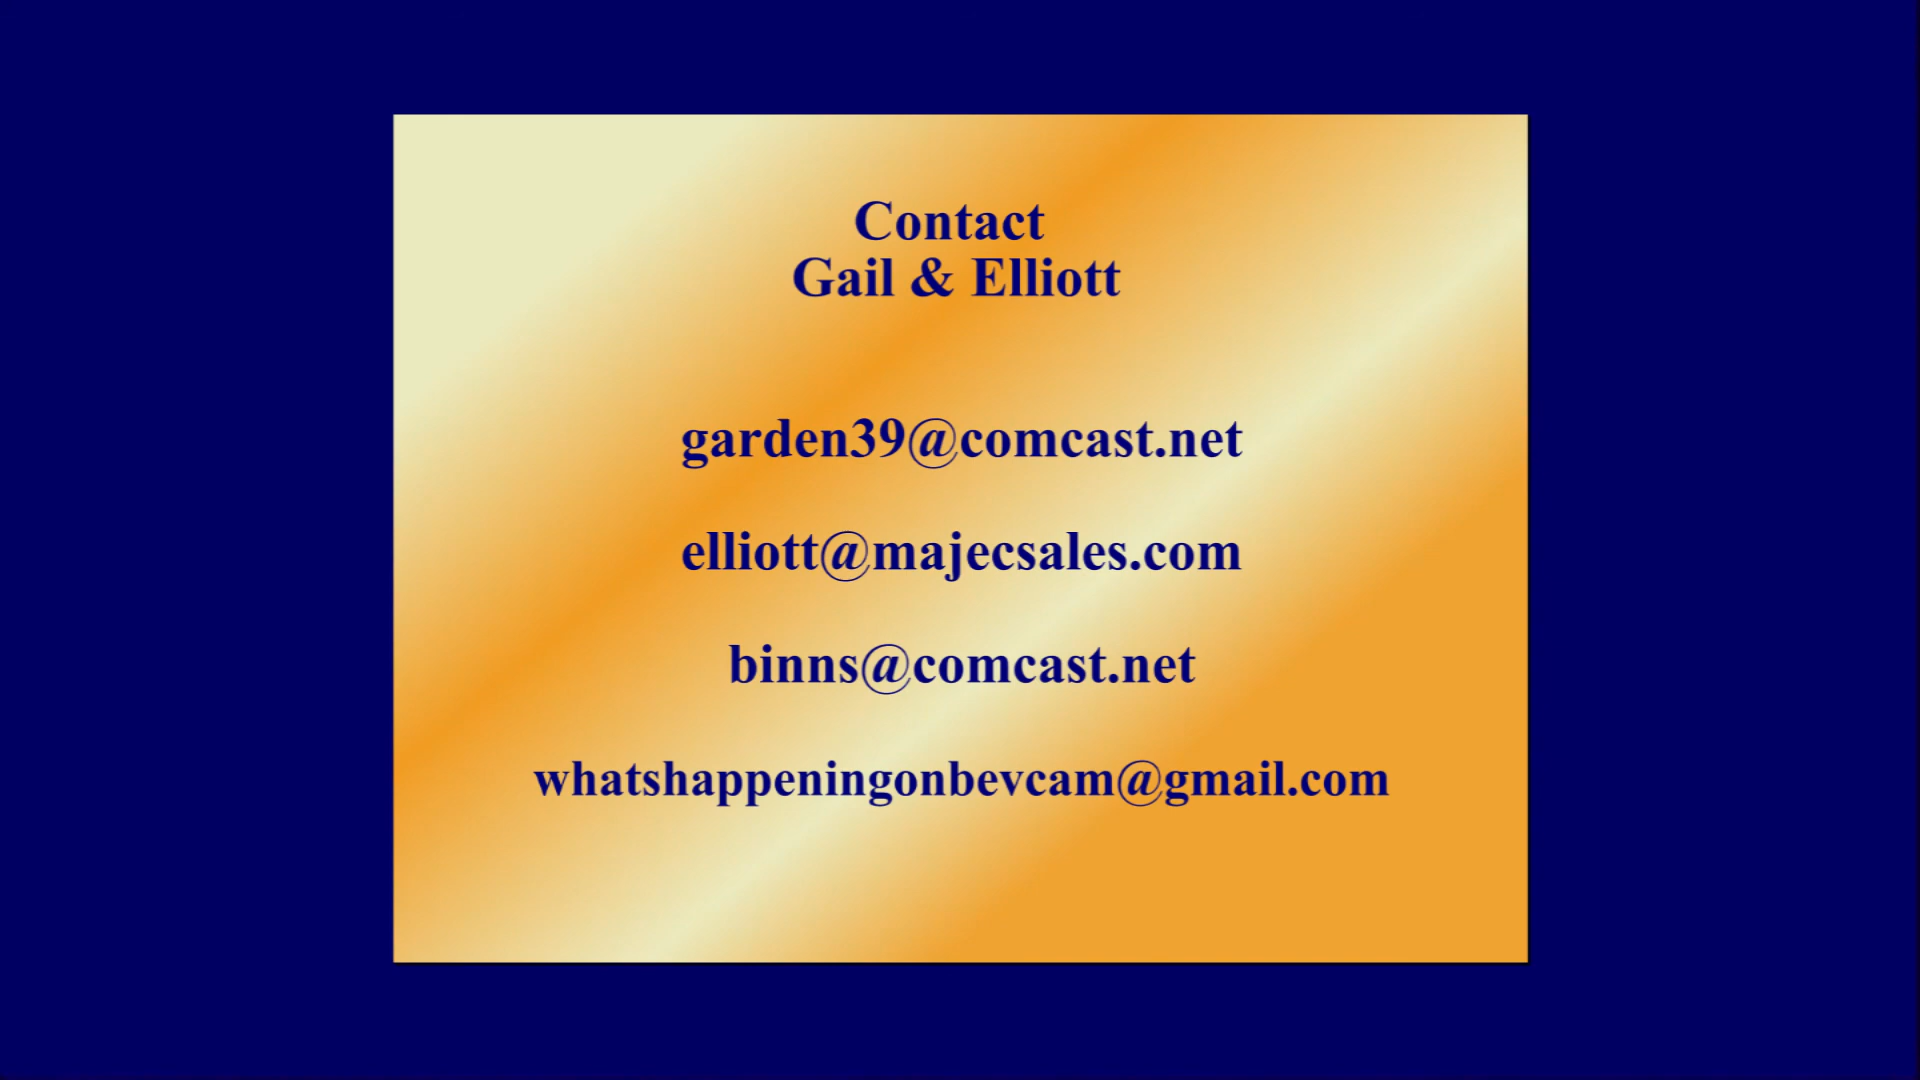 Contact
Gail & Elliott
garden39@comcast.net
elliott@majecsales.com
binns@comcast.net
whatshappeningonbevcam@gmail.com